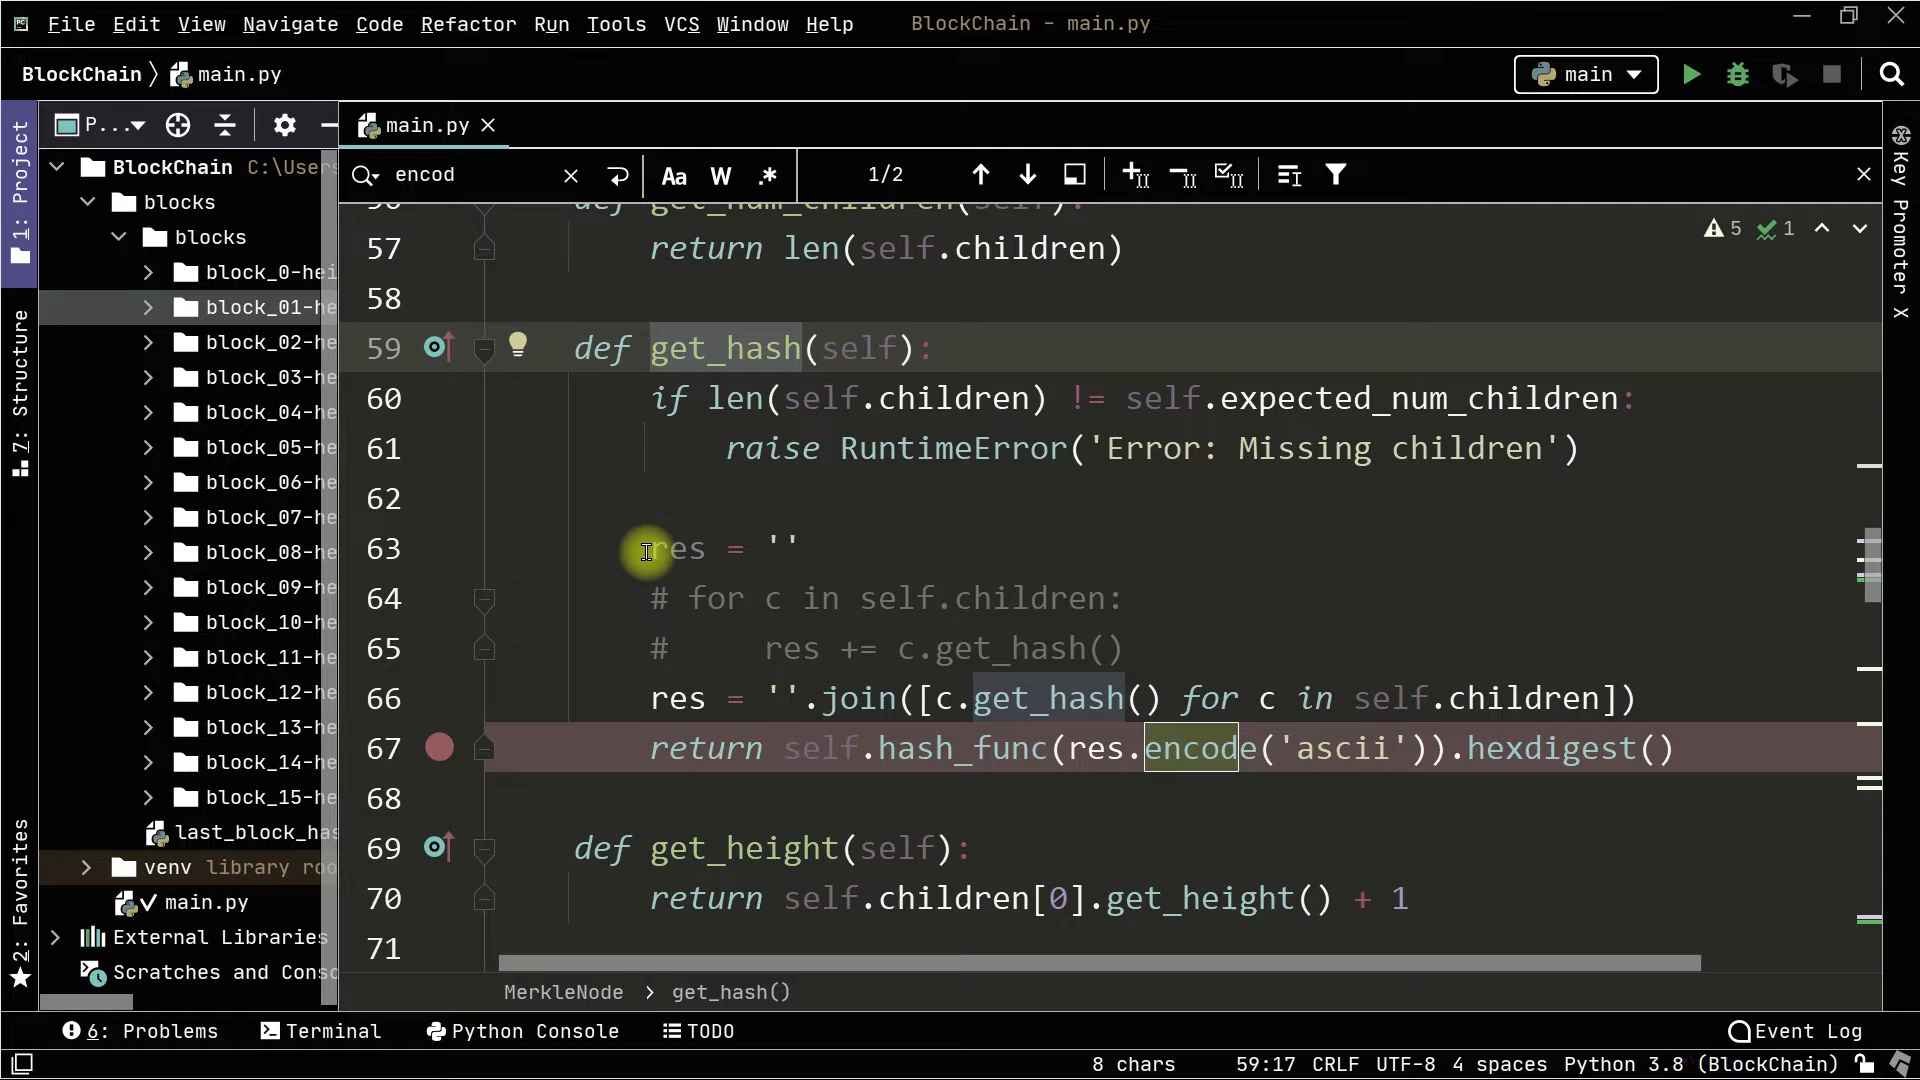 File Edit View Navigate Code Refactor Run Tools VCS Window Help BlockChain - main.py
BlockChain main.py main
1: Project
P... main.py
encod Aa W .* 1/2
BlockChain C:\Users
blocks
blocks
block_0-hei
block_01-he
block_02-he
block_03-he
block_04-he
block_05-he
block_06-he
block_07-he
block_08-he
block_09-he
block_10-he
block_11-he
block_12-he
block_13-he
block_14-he
block_15-he
last_block_has
venv library roo
main.py
External Libraries
Scratches and Conso
7: Structure
2: Favorites
56 def get_num_children(self):
57 return len(self.children)
58
59 def get_hash(self):
60 if len(self.children) != self.expected_num_children:
61 raise RuntimeError('Error: Missing children')
62
63 res = ''
64 # for c in self.children:
65 # res += c.get_hash()
66 res = ''.join([c.get_hash() for c in self.children])
67 return self.hash_func(res.encode('ascii')).hexdigest()
68
69 def get_height(self):
70 return self.children[0].get_height() + 1
71
5 1
Key Promoter X
MerkleNode > get_hash()
6: Problems Terminal Python Console TODO Event Log
8 chars 59:17 CRLF UTF-8 4 spaces Python 3.8 (BlockChain)